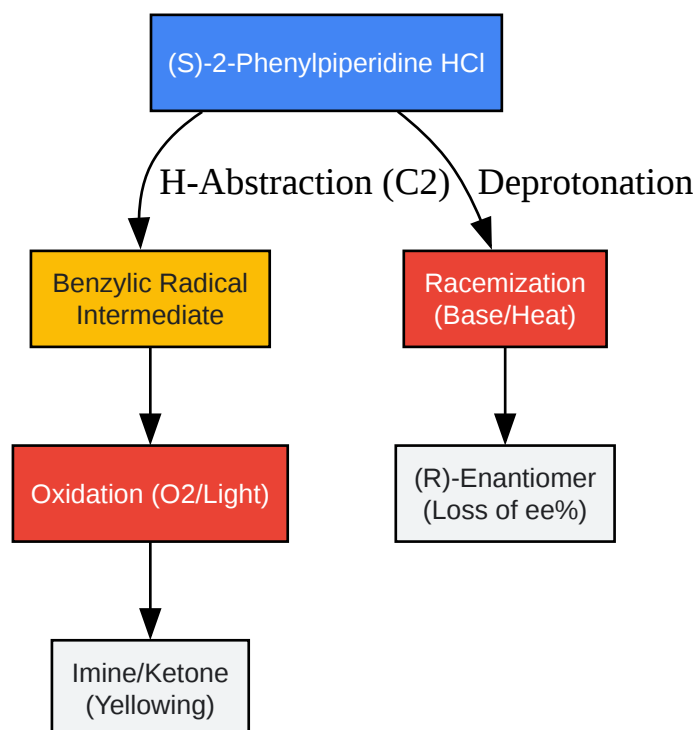 (S)-2-Phenylpiperidine HCl
H-Abstraction (C2)
Deprotonation
Benzylic Radical
Intermediate
Racemization
(Base/Heat)
Oxidation (O2/Light)
(R)-Enantiomer
(Loss of ee%)
Imine/Ketone
(Yellowing)